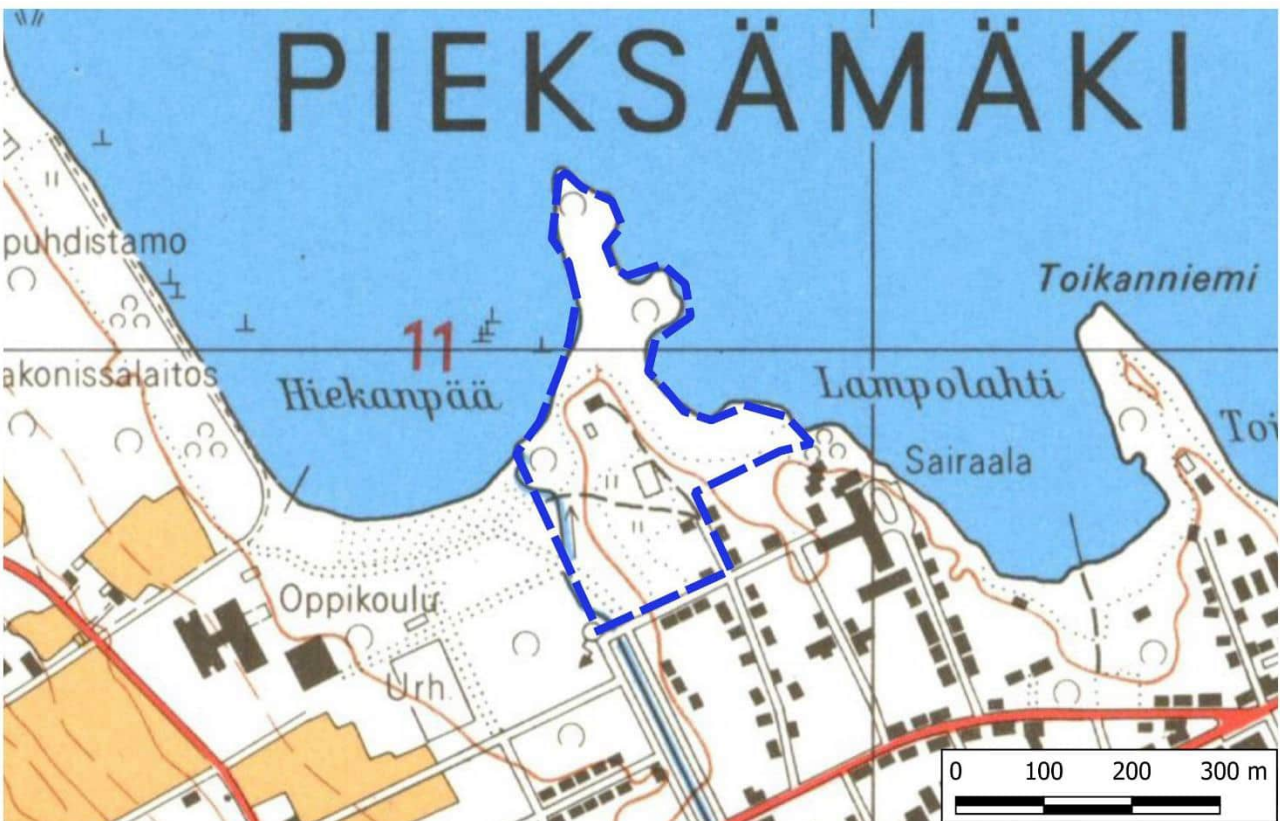 PIEKSÄMÄKI
puhdistamo
Toikanniemi
11
akonissalaitos
Hiekanpää
Lampolahti
Toi
Sairaala
Oppikoulu
Urh.
0 100 200 300 m